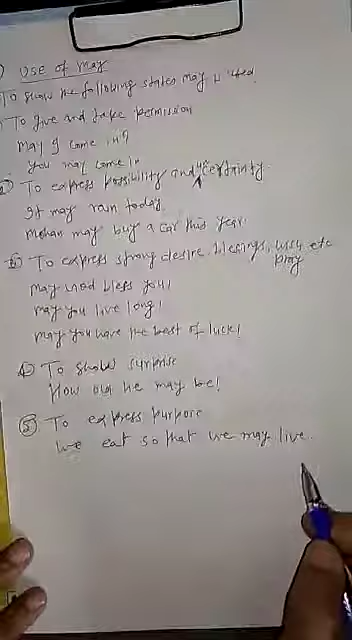 Use of May
To show the following states may is used.
To give and take permission
May I come in?
You may come in
To express possibility and uncertainty.
It may rain today.
Mohan may buy a car this year.
③ To express strong desire, blessings, wish, etc
pray
May God bless you!
May you live long!
May you have the best of luck!
④ To show surprise
How old he may be!
⑤ To express purpose
We eat so that we may live.